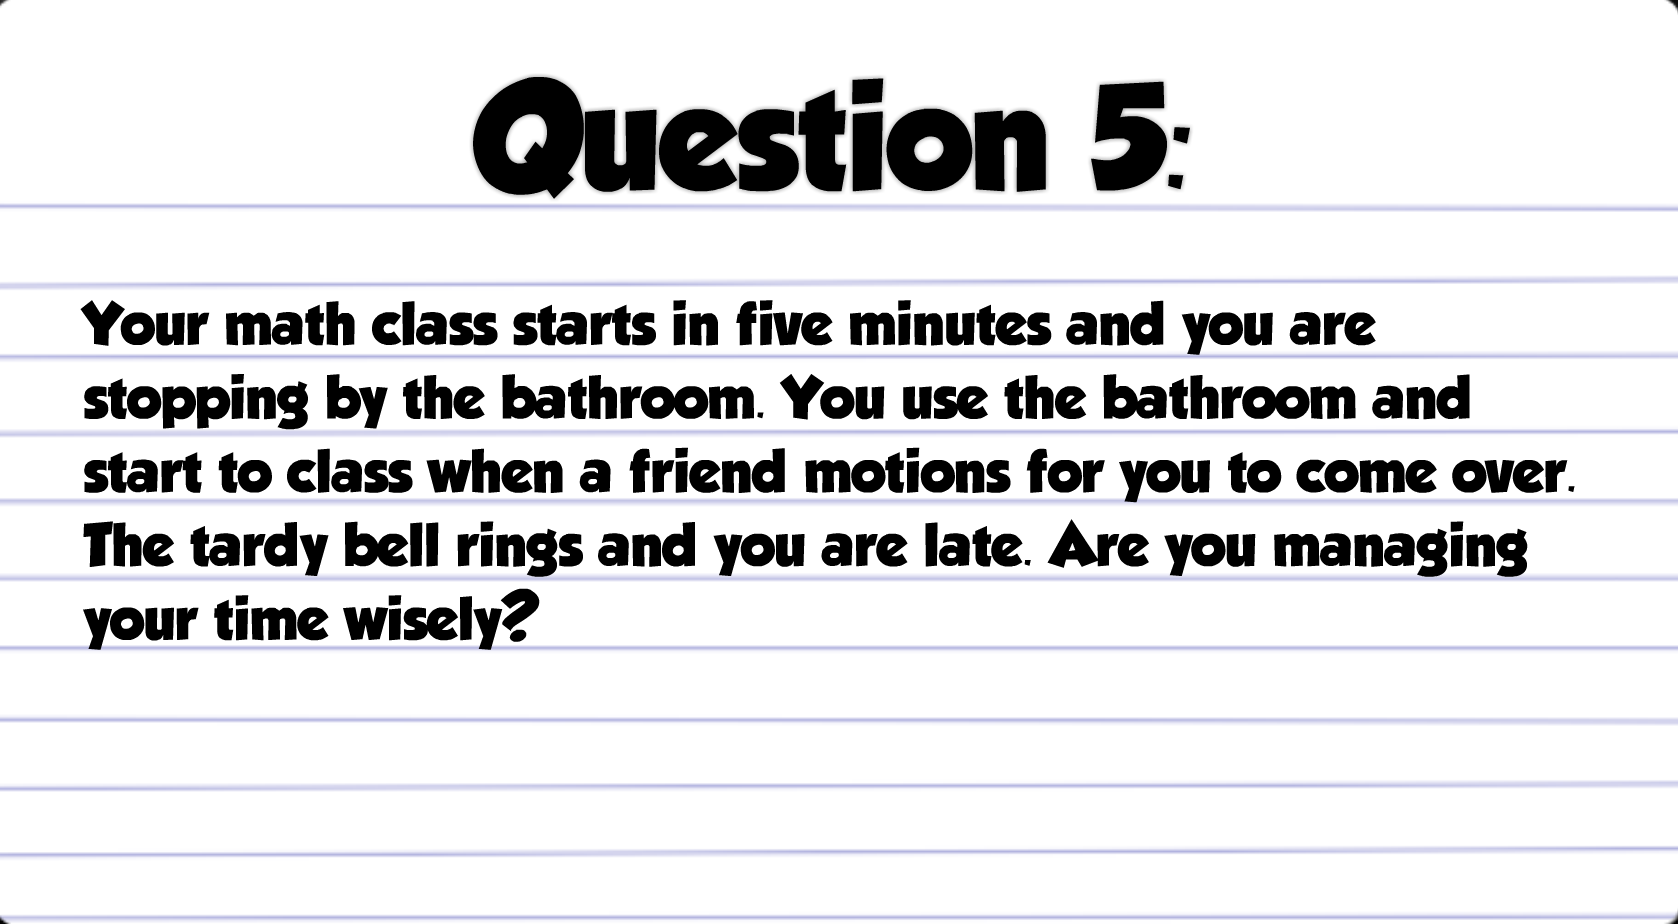 Question 5:
Your math class starts in five minutes and you are
stopping by the bathroom. You use the bathroom and
start to class when a friend motions for you to come over.
The tardy bell rings and you are late. Are you managing
your time wisely?